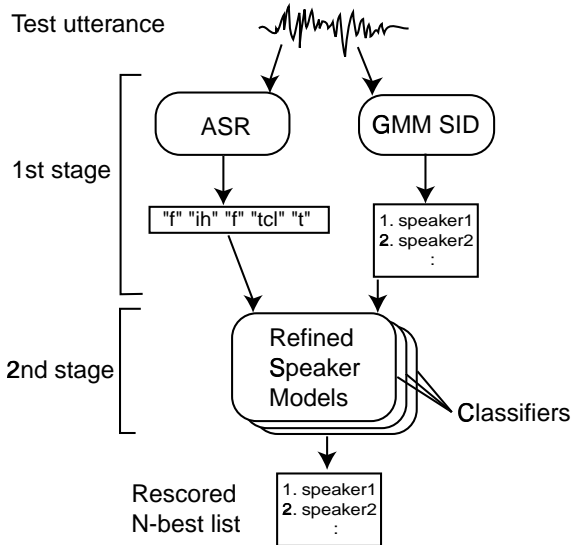 Test utterance
ASR
GMM SID
1st stage
"f" "ih" "f" "tcl" "t"
1. speaker1
2. speaker2
:
2nd stage
Refined
Speaker
Models
Classifiers
Rescored
N-best list
1. speaker1
2. speaker2
: